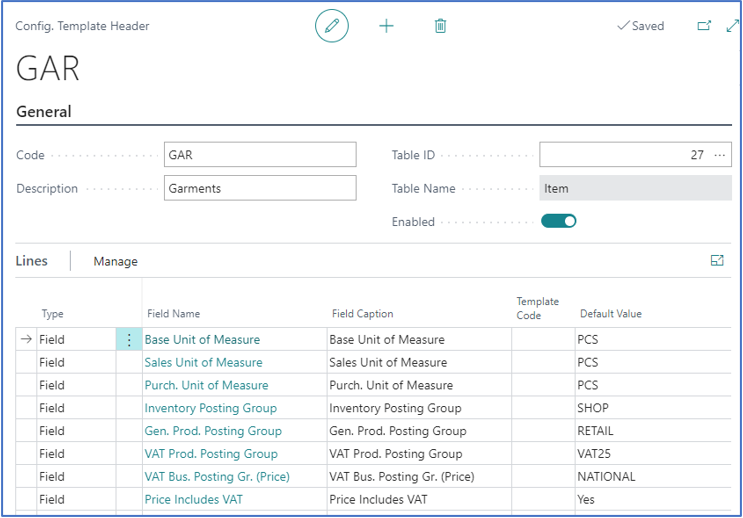 Config. Template Header
Saved
GAR
General
Code GAR Table ID 27
Description Garments Table Name Item
Enabled
Lines Manage
Type Field Name Field Caption Template Code Default Value
Field Base Unit of Measure Base Unit of Measure PCS
Field Sales Unit of Measure Sales Unit of Measure PCS
Field Purch. Unit of Measure Purch. Unit of Measure PCS
Field Inventory Posting Group Inventory Posting Group SHOP
Field Gen. Prod. Posting Group Gen. Prod. Posting Group RETAIL
Field VAT Prod. Posting Group VAT Prod. Posting Group VAT25
Field VAT Bus. Posting Gr. (Price) VAT Bus. Posting Gr. (Price) NATIONAL
Field Price Includes VAT Price Includes VAT Yes